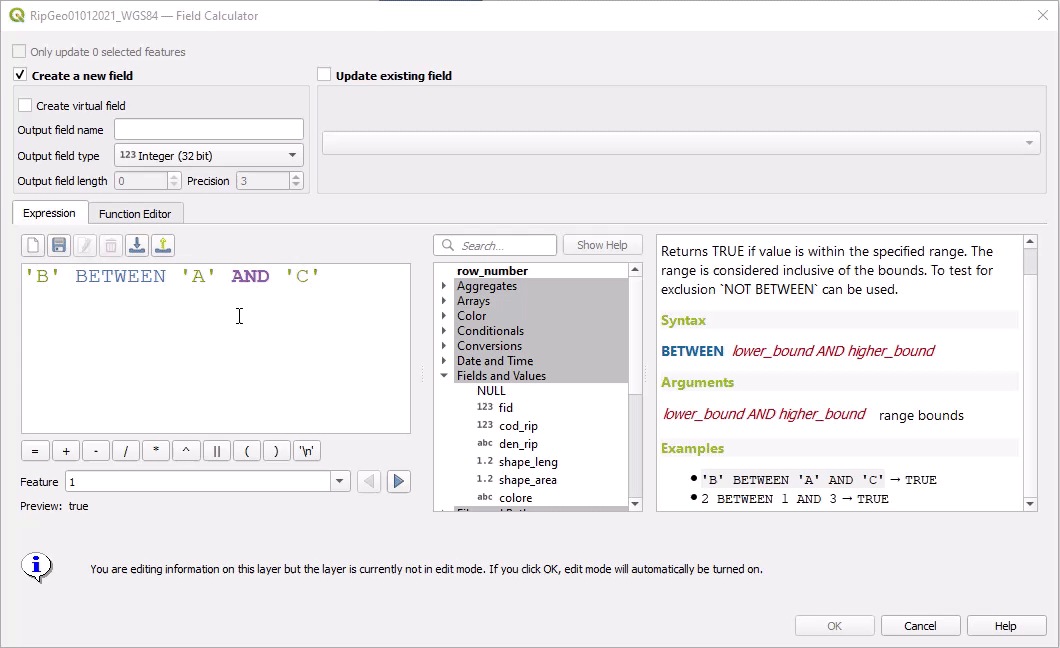 RipGeo01012021_WGS84 — Field Calculator
Only update 0 selected features
Create a new field
Update existing field
Create virtual field
Output field name
Output field type 123 Integer (32 bit)
Output field length 0 Precision 3
Expression Function Editor
Search... Show Help
'B' BETWEEN 'A' AND 'C'
= + - / * ^ || ( ) '\n'
Feature 1
Preview: true
row_number
Aggregates
Arrays
Color
Conditionals
Conversions
Date and Time
Fields and Values
NULL
123 fid
123 cod_rip
abc den_rip
1.2 shape_leng
1.2 shape_area
abc colore
Returns TRUE if value is within the specified range. The
range is considered inclusive of the bounds. To test for
exclusion `NOT BETWEEN` can be used.
Syntax
BETWEEN lower_bound AND higher_bound
Arguments
lower_bound AND higher_bound range bounds
Examples
• 'B' BETWEEN 'A' AND 'C' → TRUE
• 2 BETWEEN 1 AND 3 → TRUE
You are editing information on this layer but the layer is currently not in edit mode. If you click OK, edit mode will automatically be turned on.
OK Cancel Help